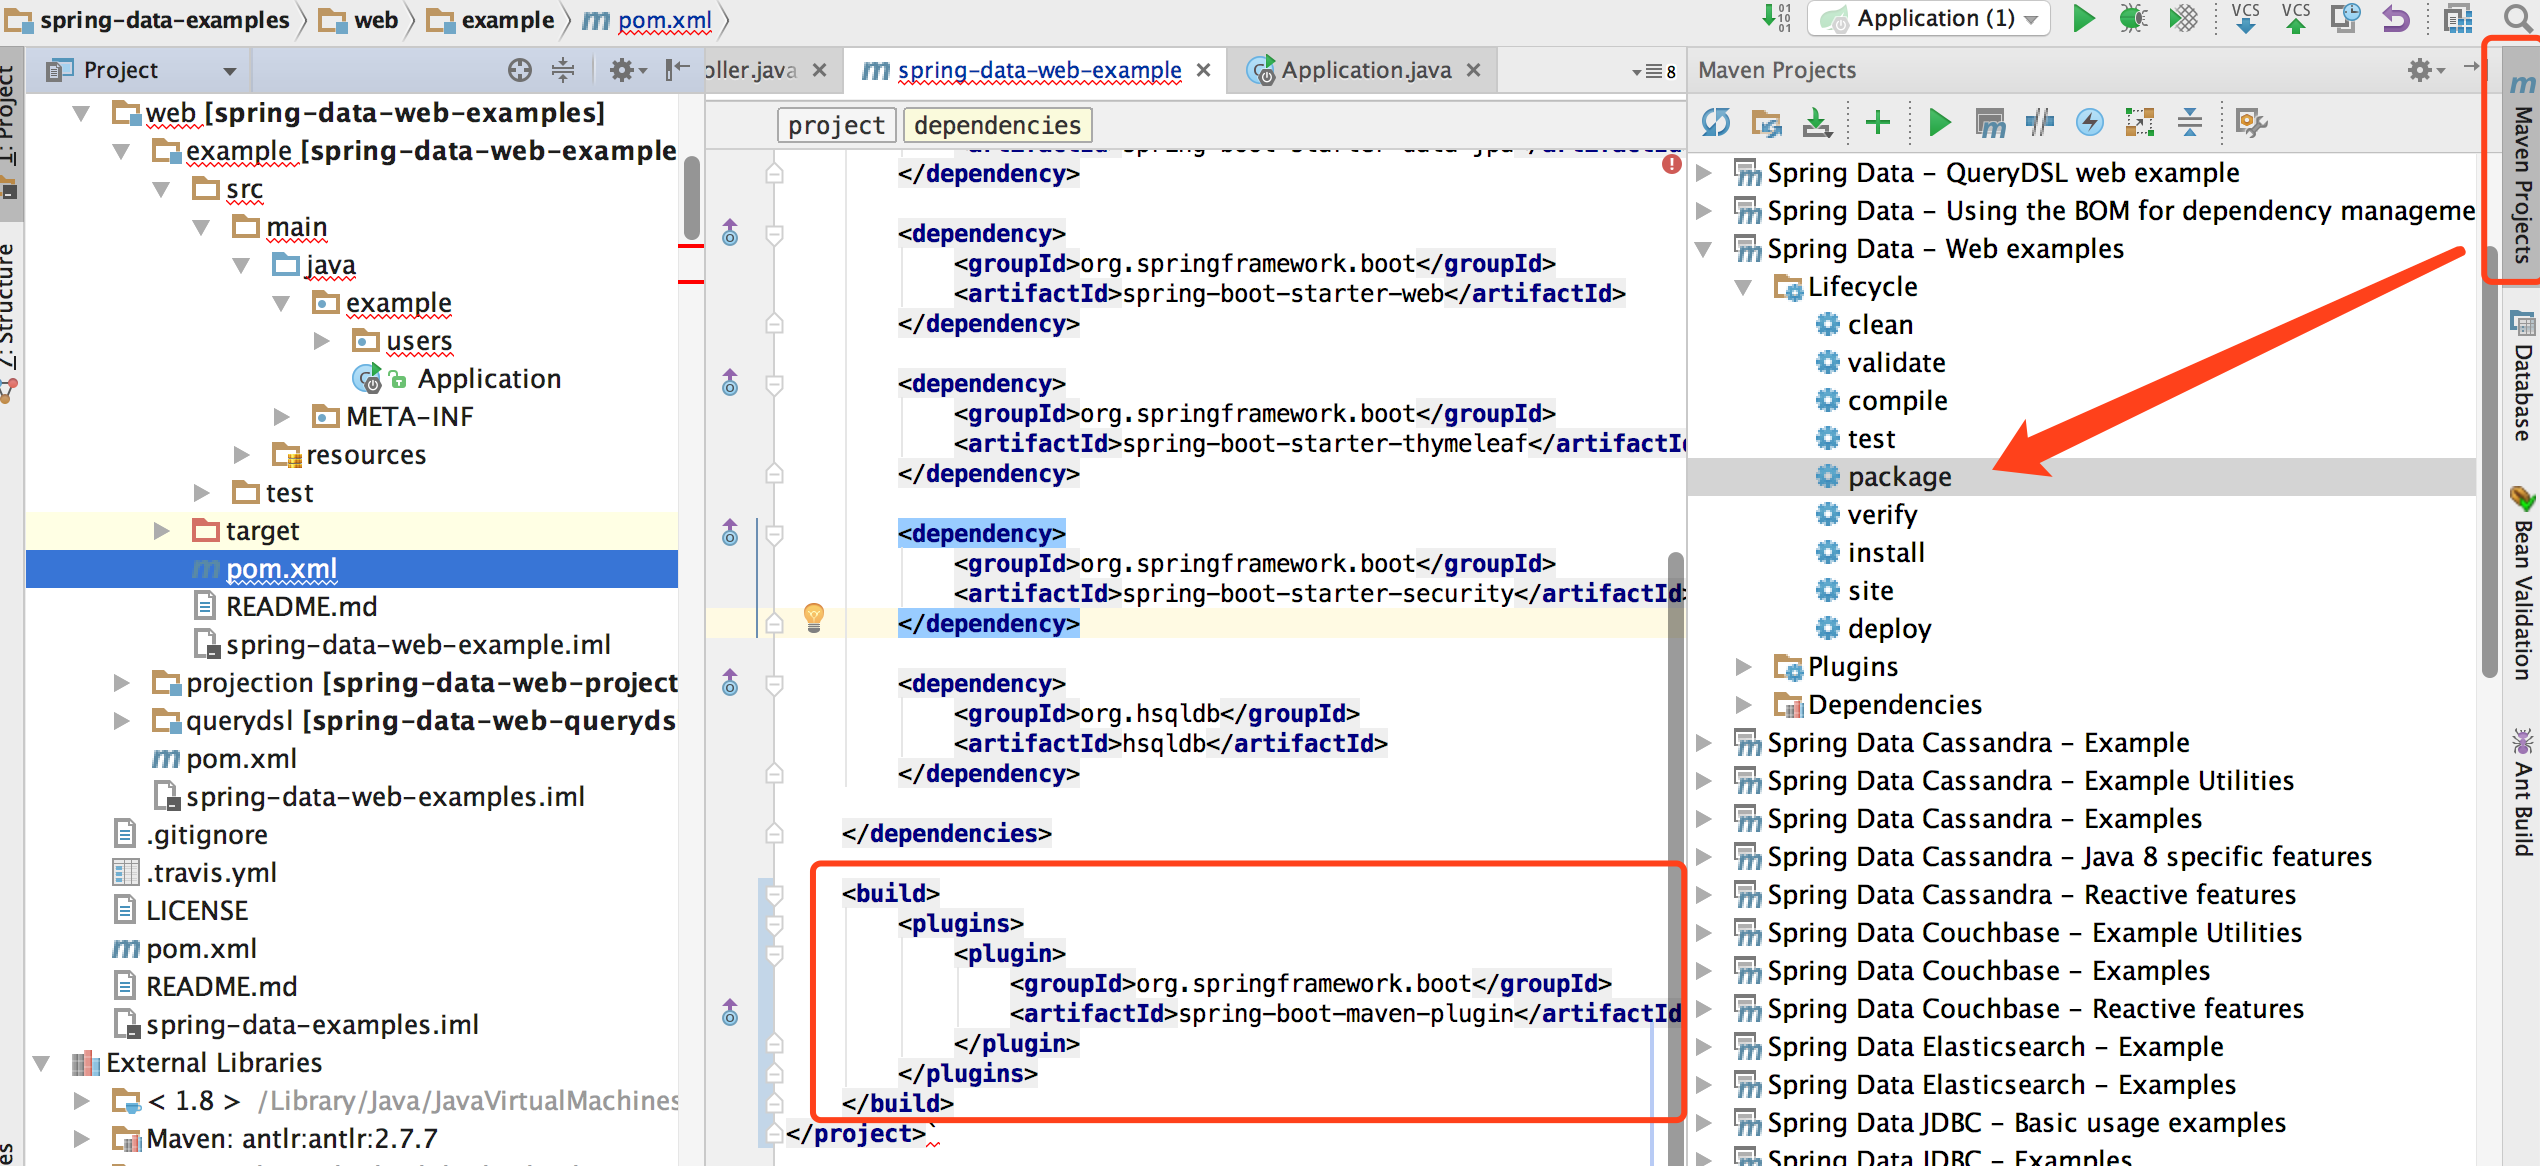 spring-data-examples web example pom.xml
Application (1)
VCS
VCS
Project
oller.java
spring-data-web-example
Application.java
8
Maven Projects
1: Project
7: Structure
web [spring-data-web-examples]
example [spring-data-web-example
src
main
java
example
users
Application
META-INF
resources
test
target
pom.xml
README.md
spring-data-web-example.iml
projection [spring-data-web-project
querydsl [spring-data-web-queryds
pom.xml
spring-data-web-examples.iml
.gitignore
.travis.yml
LICENSE
pom.xml
README.md
spring-data-examples.iml
External Libraries
< 1.8 > /Library/Java/JavaVirtualMachines
Maven: antlr:antlr:2.7.7
project
dependencies
<artifactId>spring-boot-starter-data-jpa</artifactId
</dependency>
<dependency>
<groupId>org.springframework.boot</groupId>
<artifactId>spring-boot-starter-web</artifactId>
</dependency>
<dependency>
<groupId>org.springframework.boot</groupId>
<artifactId>spring-boot-starter-thymeleaf</artifactId
</dependency>
<dependency>
<groupId>org.springframework.boot</groupId>
<artifactId>spring-boot-starter-security</artifactId>
</dependency>
<dependency>
<groupId>org.hsqldb</groupId>
<artifactId>hsqldb</artifactId>
</dependency>
</dependencies>
<build>
<plugins>
<plugin>
<groupId>org.springframework.boot</groupId>
<artifactId>spring-boot-maven-plugin</artifactId
</plugin>
</plugins>
</build>
</project>`
Spring Data – QueryDSL web example
Spring Data – Using the BOM for dependency manageme
Spring Data – Web examples
Lifecycle
clean
validate
compile
test
package
verify
install
site
deploy
Plugins
Dependencies
Spring Data Cassandra – Example
Spring Data Cassandra – Example Utilities
Spring Data Cassandra – Examples
Spring Data Cassandra – Java 8 specific features
Spring Data Cassandra – Reactive features
Spring Data Couchbase – Example Utilities
Spring Data Couchbase – Examples
Spring Data Couchbase – Reactive features
Spring Data Elasticsearch – Example
Spring Data Elasticsearch – Examples
Spring Data JDBC – Basic usage examples
Spring Data JDBC – Examples
Maven Projects
Database
Bean Validation
Ant Build